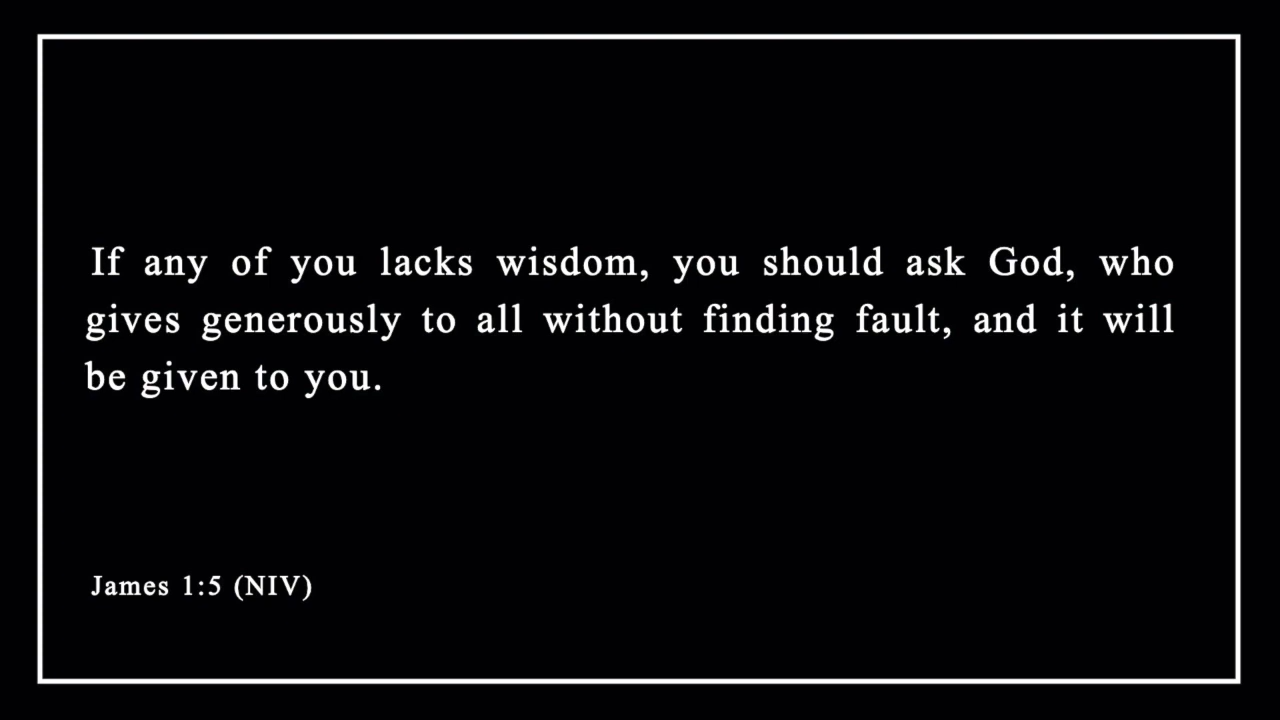 If any of you lacks wisdom, you should ask God, who
gives generously to all without finding fault, and it will
be given to you.
James 1:5 (NIV)